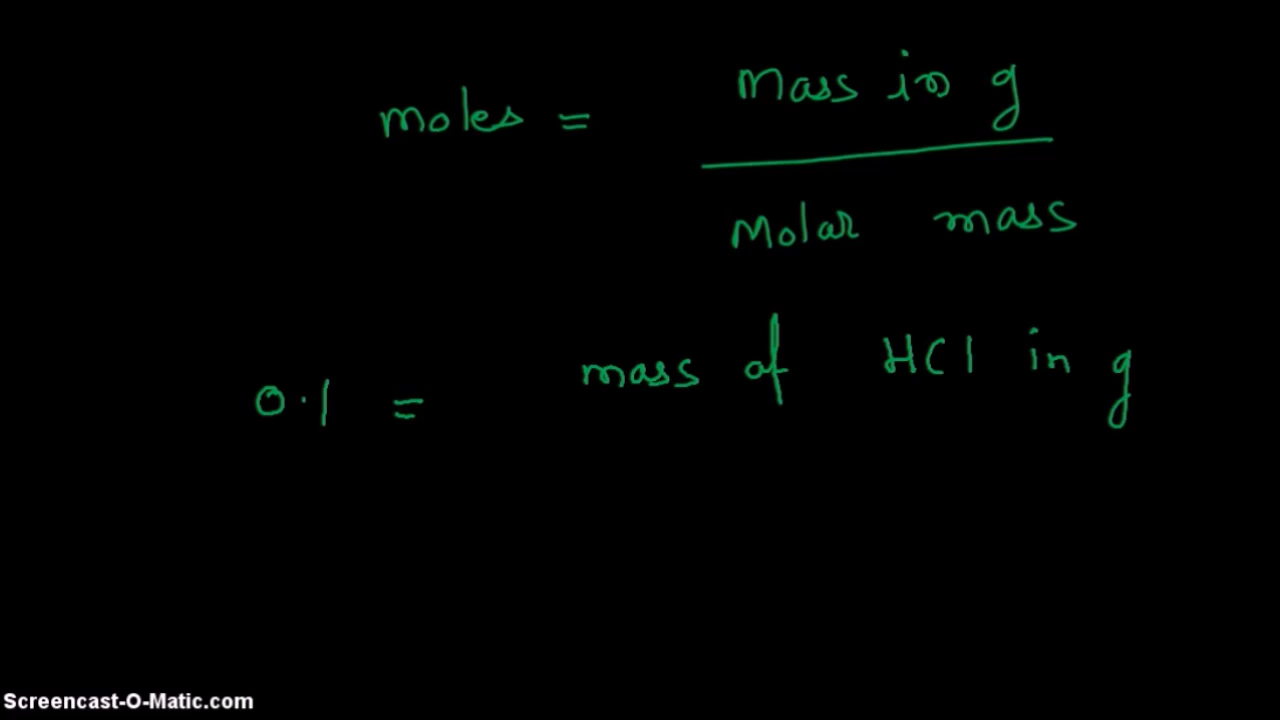 moles = Mass in g
Molar mass
0.1 = mass of HCl in g
Screencast-O-Matic.com